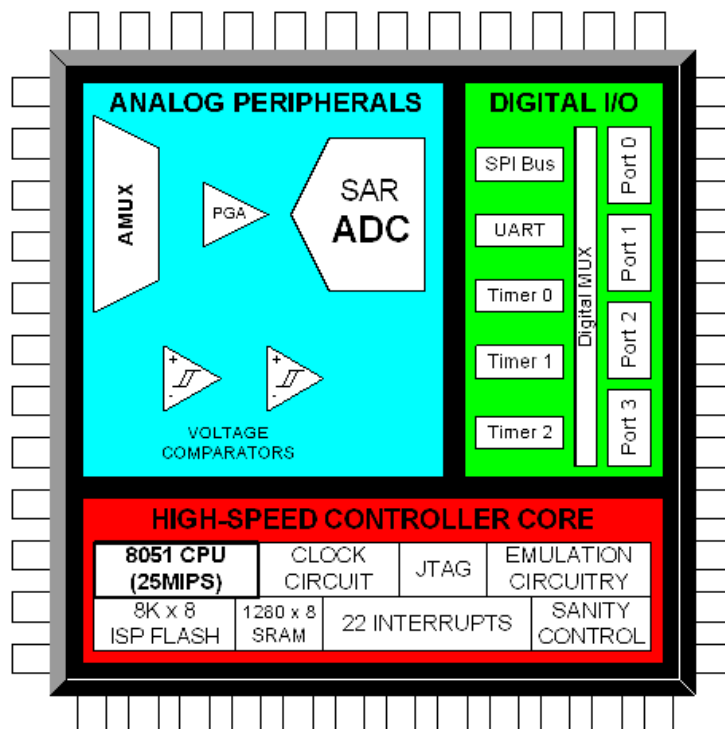 ANALOG PERIPHERALS
AMUX
PGA
SAR
ADC
+
-
+
-
VOLTAGE
COMPARATORS
DIGITAL I/O
SPI Bus
UART
Timer 0
Timer 1
Timer 2
Digital MUX
Port 0
Port 1
Port 2
Port 3
HIGH-SPEED CONTROLLER CORE
8051 CPU
(25MIPS)
CLOCK
CIRCUIT
JTAG
EMULATION
CIRCUITRY
8K x 8
ISP FLASH
1280 x 8
SRAM
22 INTERRUPTS
SANITY
CONTROL